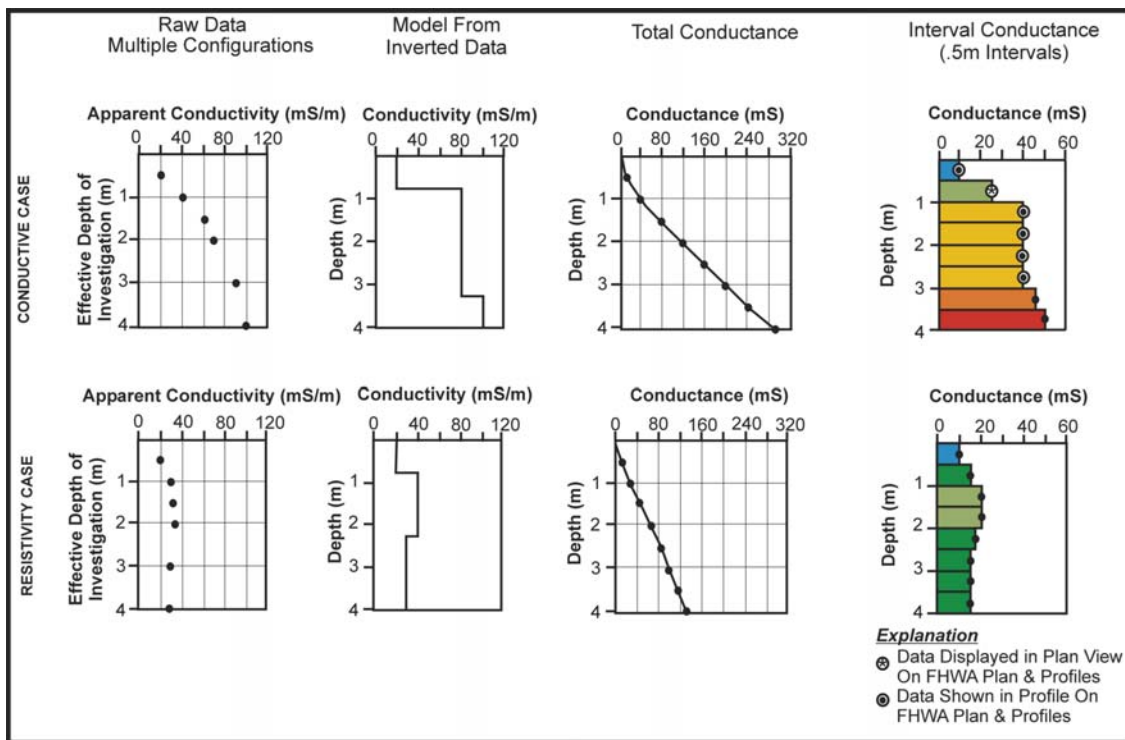 Raw Data
Multiple Configurations
Model From
Inverted Data
Total Conductance
Interval Conductance
(.5m Intervals)
CONDUCTIVE CASE
Apparent Conductivity (mS/m)
0 40 80 120
Effective Depth of
Investigation (m)
1
2
3
4
Conductivity (mS/m)
0 40 80 120
Depth (m)
1
2
3
4
Conductance (mS)
0 80 160 240 320
Depth (m)
1
2
3
4
Conductance (mS)
0 20 40 60
Depth (m)
1
2
3
4
RESISTIVITY CASE
Apparent Conductivity (mS/m)
0 40 80 120
Effective Depth of
Investigation (m)
1
2
3
4
Conductivity (mS/m)
0 40 80 120
Depth (m)
1
2
3
4
Conductance (mS)
0 80 160 240 320
Depth (m)
1
2
3
4
Conductance (mS)
0 20 40 60
Depth (m)
1
2
3
4
Explanation
Data Displayed in Plan View
On FHWA Plan & Profiles
Data Shown in Profile On
FHWA Plan & Profiles